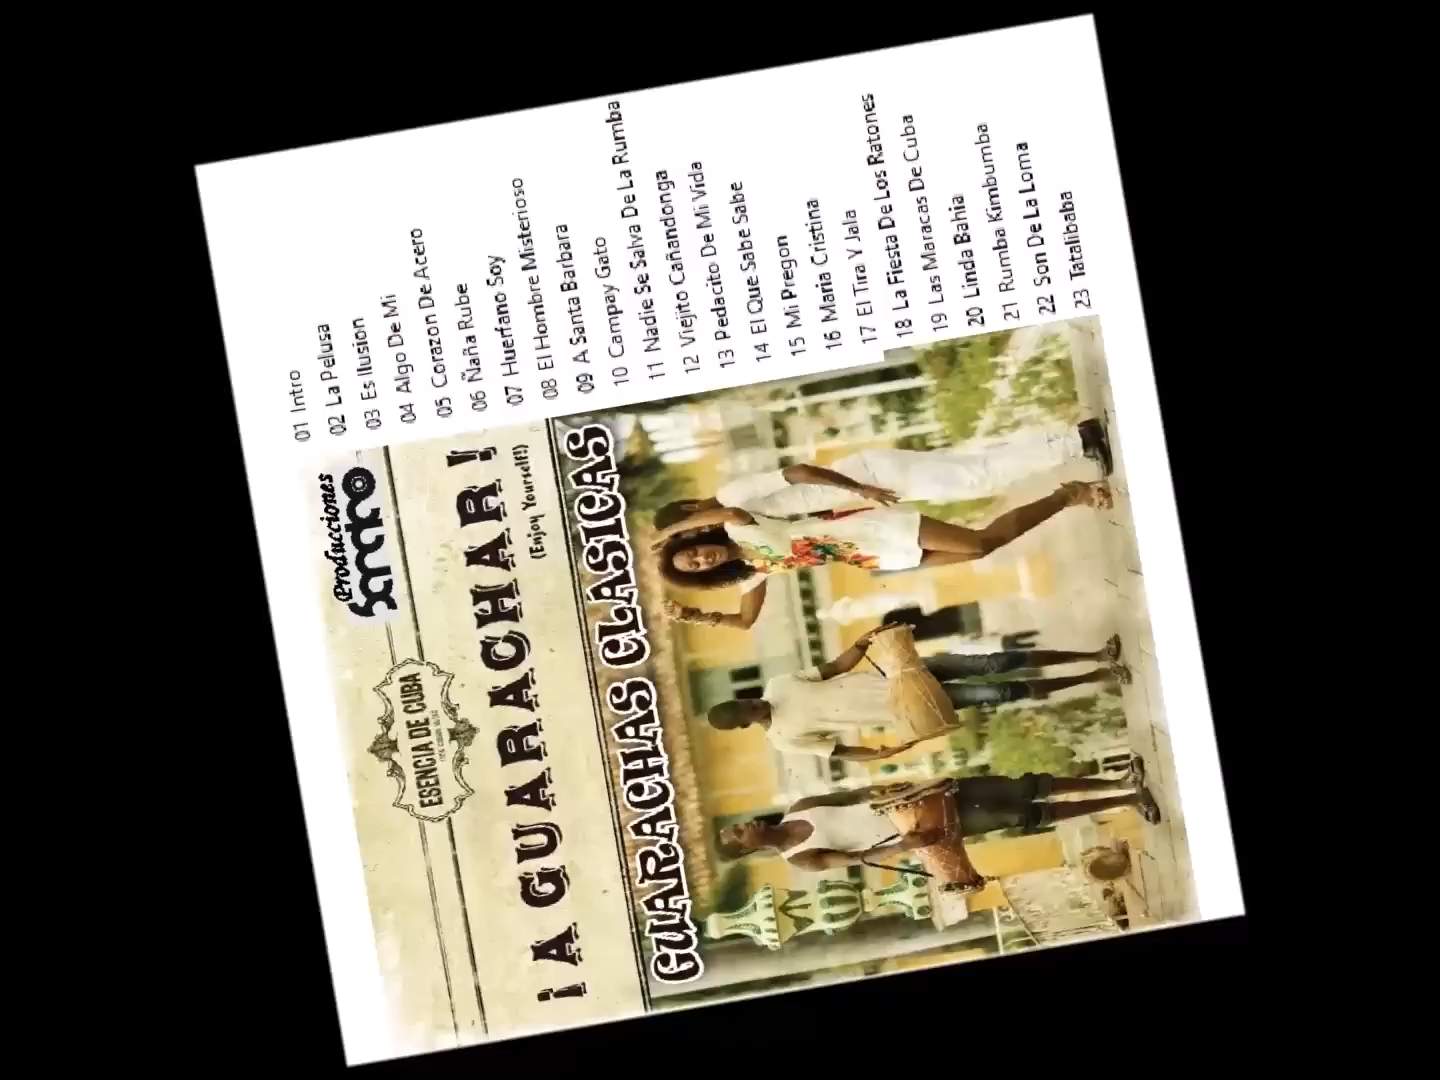 Producciones
Sandro
ESENCIA DE CUBA
¡A GUARACHAR!
(Enjoy Yourself!)
GUARACHAS CLASICAS
01 Intro
02 La Pelusa
03 Es Ilusion
04 Algo De Mi
05 Corazon De Acero
06 Ñaña Rube
07 Huerfano Soy
08 El Hombre Misterioso
09 A Santa Barbara
10 Campay Gato
11 Nadie Se Salva De La Rumba
12 Viejito Cañandonga
13 Pedacito De Mi Vida
14 El Que Sabe Sabe
15 Mi Pregon
16 Maria Cristina
17 El Tira Y Jala
18 La Fiesta De Los Ratones
19 Las Maracas De Cuba
20 Linda Bahia
21 Rumba Kimbumba
22 Son De La Loma
23 Tatalibaba